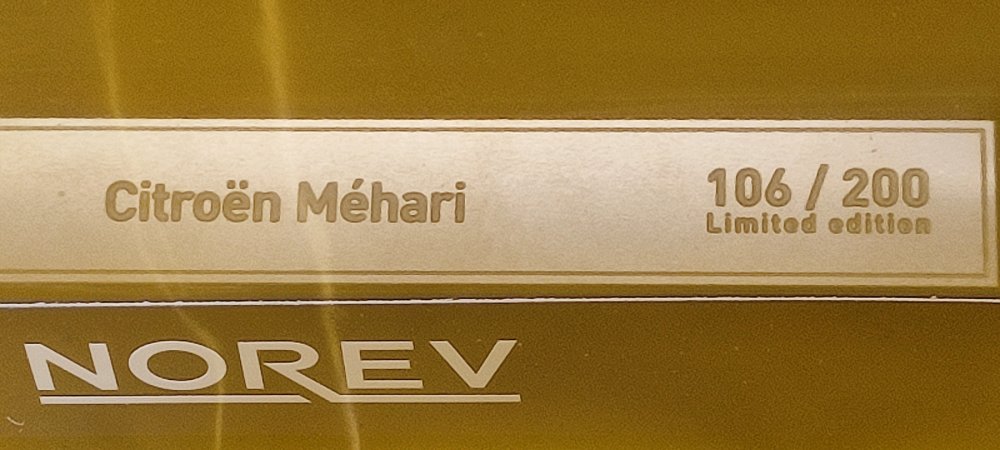 Citroën Méhari
106 / 200
Limited edition
NOREV